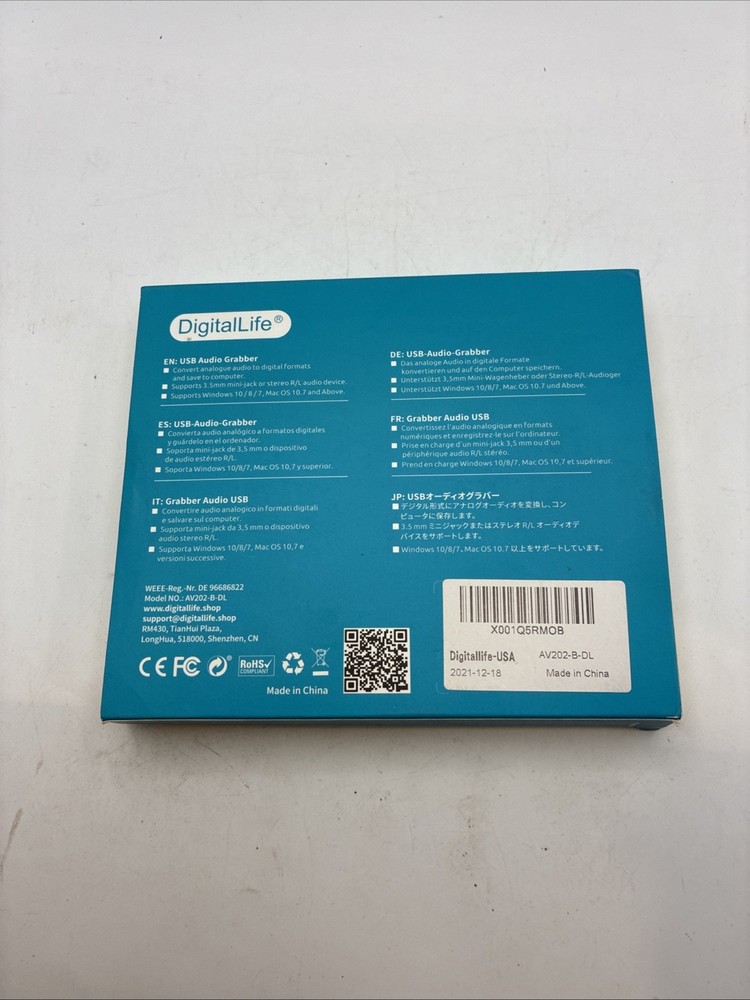 DigitalLife®
EN: USB Audio Grabber
Convert analogue audio to digital formats
and save to computer.
Supports 3.5mm mini-jack or stereo R/L audio device.
Supports Windows 10 / 8 / 7, Mac OS 10.7 and Above.
ES: USB-Audio-Grabber
Convierta audio analógico a formatos digitales
y guárdelo en el ordenador.
Soporta mini-jack de 3,5 mm o dispositivo
de audio estéreo R/L.
Soporta Windows 10/8/7, Mac OS 10,7 y superior.
IT: Grabber Audio USB
Convertire audio analogico in formati digitali
e salvare sul computer.
Supporta mini-jack da 3,5 mm o dispositivo
audio stereo R/L.
Supporta Windows 10/8/7, Mac OS 10,7 e
versioni successive.
DE: USB-Audio-Grabber
Das analoge Audio in digitale Formate
konvertieren und auf den Computer speichern.
Unterstützt 3,5mm Mini-Wagenheber oder Stereo-R/L-Audioger
Unterstützt Windows 10/8/7, Mac OS 10.7 und Above.
FR: Grabber Audio USB
Convertissez l'audio analogique en formats
numériques et enregistrez-le sur l'ordinateur.
Prise en charge d'un mini-jack 3,5 mm ou d'un
périphérique audio R/L stéréo.
Prend en charge Windows 10/8/7, Mac OS 10,7 et supérieur.
JP: USBオーディオグラバー
デジタル形式にアナログオーディオを変換し、コン
ピュータに保存します。
3.5 mm ミニジャックまたはステレオ R/L オーディオデ
バイスをサポートします。
Windows 10/8/7、Mac OS 10.7 以上をサポートしています。
WEEE-Reg.-Nr. DE 96686822
Model NO.: AV202-B-DL
www.digitallife.shop
support@digitallife.shop
RM430, TianHui Plaza,
LongHua, 518000, Shenzhen, CN
CE FC RoHS
COMPLIANT
Made in China
X001Q5RMOB
Digitallife-USA AV202-B-DL
2021-12-18 Made in China